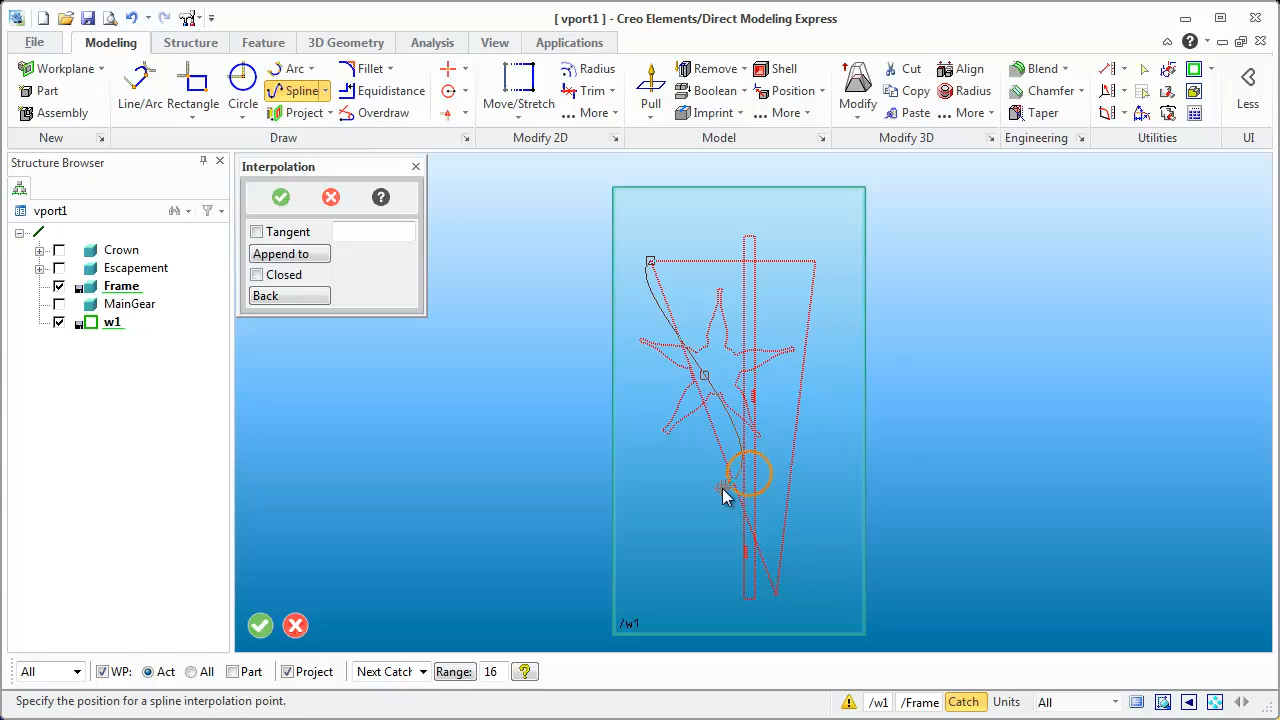 [ vport1 ] - Creo Elements/Direct Modeling Express
File Modeling Structure Feature 3D Geometry Analysis View Applications
Workplane
Part
Assembly
New
Line/Arc
Rectangle
Circle
Arc
Spline
Project
Fillet
Equidistance
Overdraw
Draw
Move/Stretch
Radius
Trim
... More
Modify 2D
Pull
Remove
Boolean
Imprint
Shell
Position
... More
Model
Modify
Cut
Copy
Paste
Align
Radius
... More
Modify 3D
Blend
Chamfer
Taper
Engineering
Utilities
Less
UI
Structure Browser
vport1
Crown
Escapement
Frame
MainGear
w1
Interpolation
Tangent
Append to
Closed
Back
/w1
All WP: Act All Part Project Next Catch Range: 16
Specify the position for a spline interpolation point.
/w1 /Frame Catch Units All